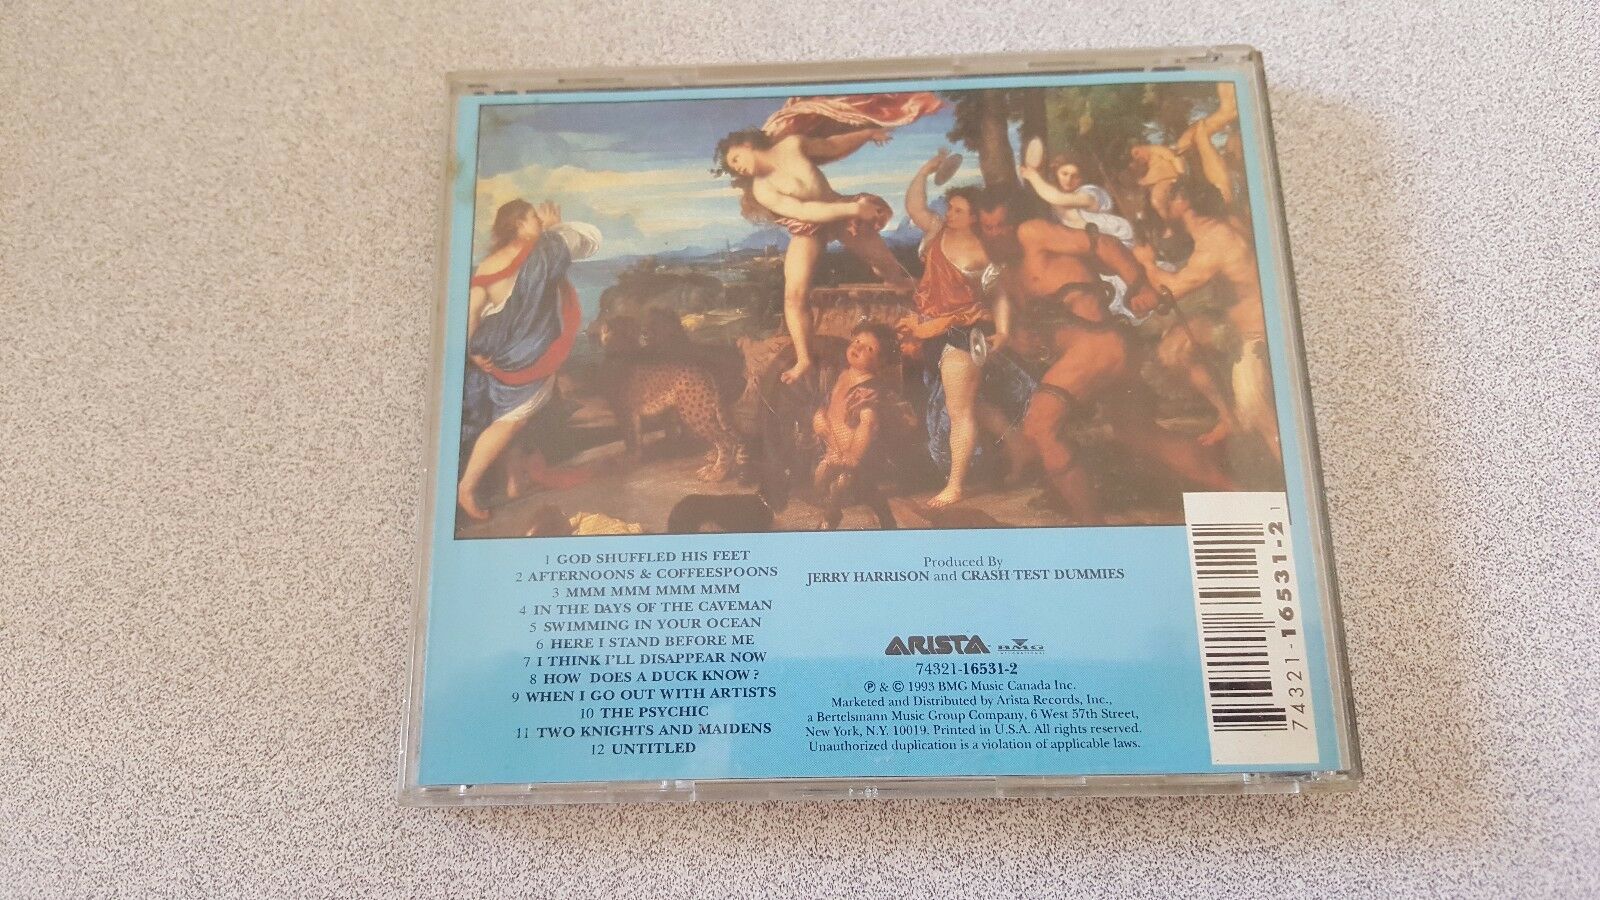 1 GOD SHUFFLED HIS FEET
2 AFTERNOONS & COFFEESPOONS
3 MMM MMM MMM MMM
4 IN THE DAYS OF THE CAVEMAN
5 SWIMMING IN YOUR OCEAN
6 HERE I STAND BEFORE ME
7 I THINK I'LL DISAPPEAR NOW
8 HOW DOES A DUCK KNOW?
9 WHEN I GO OUT WITH ARTISTS
10 THE PSYCHIC
11 TWO KNIGHTS AND MAIDENS
12 UNTITLED
Produced By
JERRY HARRISON and CRASH TEST DUMMIES
ARISTA BMG
INTERNATIONAL
74321-16531-2
℗ & © 1993 BMG Music Canada Inc.
Marketed and Distributed by Arista Records, Inc.,
a Bertelsmann Music Group Company, 6 West 57th Street,
New York, N.Y. 10019. Printed in U.S.A. All rights reserved.
Unauthorized duplication is a violation of applicable laws.
74321-16531-2 1